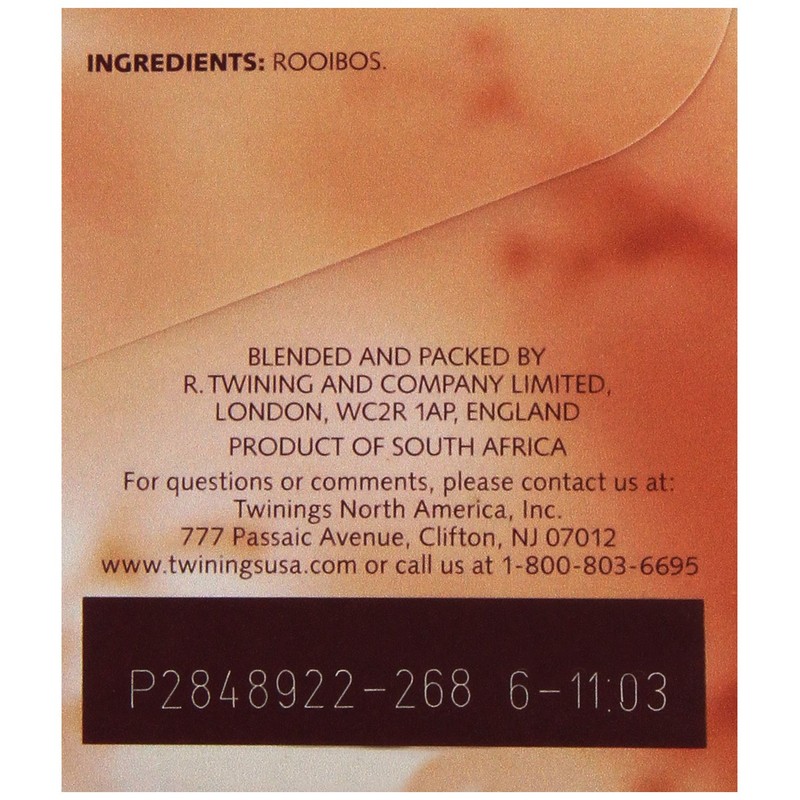 INGREDIENTS: ROOIBOS.
BLENDED AND PACKED BY
R. TWINING AND COMPANY LIMITED,
LONDON, WC2R 1AP, ENGLAND
PRODUCT OF SOUTH AFRICA
For questions or comments, please contact us at:
Twinings North America, Inc.
777 Passaic Avenue, Clifton, NJ 07012
www.twiningsusa.com or call us at 1-800-803-6695
P2848922-268 6-11:03